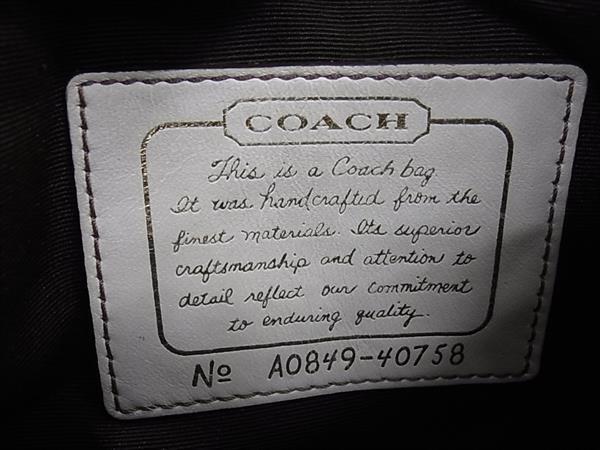 COACH
This is a Coach bag.
It was handcrafted from the
finest materials. Its superior
craftsmanship and attention to
detail reflect our commitment
to enduring quality.
No A0849-40758